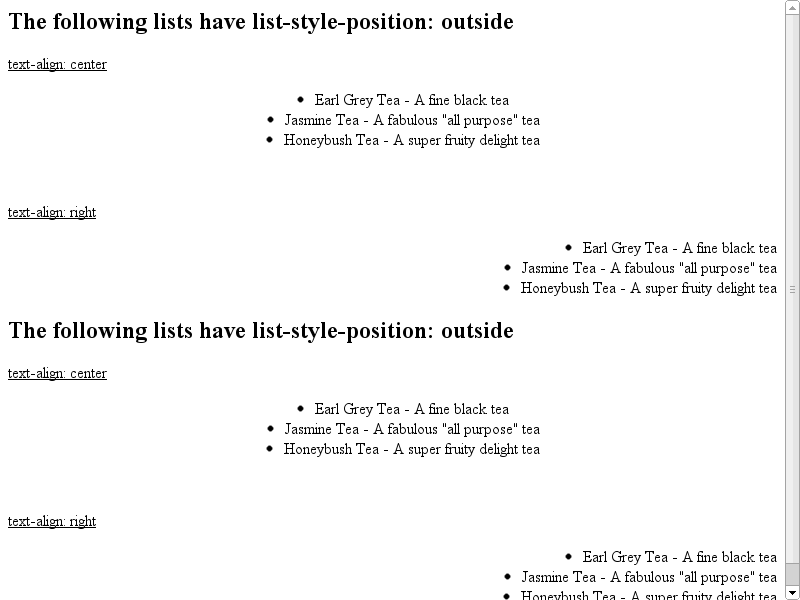 The following lists have list-style-position: outside
text-align: center
• Earl Grey Tea - A fine black tea
• Jasmine Tea - A fabulous "all purpose" tea
• Honeybush Tea - A super fruity delight tea
text-align: right
• Earl Grey Tea - A fine black tea
• Jasmine Tea - A fabulous "all purpose" tea
• Honeybush Tea - A super fruity delight tea
The following lists have list-style-position: outside
text-align: center
• Earl Grey Tea - A fine black tea
• Jasmine Tea - A fabulous "all purpose" tea
• Honeybush Tea - A super fruity delight tea
text-align: right
• Earl Grey Tea - A fine black tea
• Jasmine Tea - A fabulous "all purpose" tea
• Honeybush Tea - A super fruity delight tea